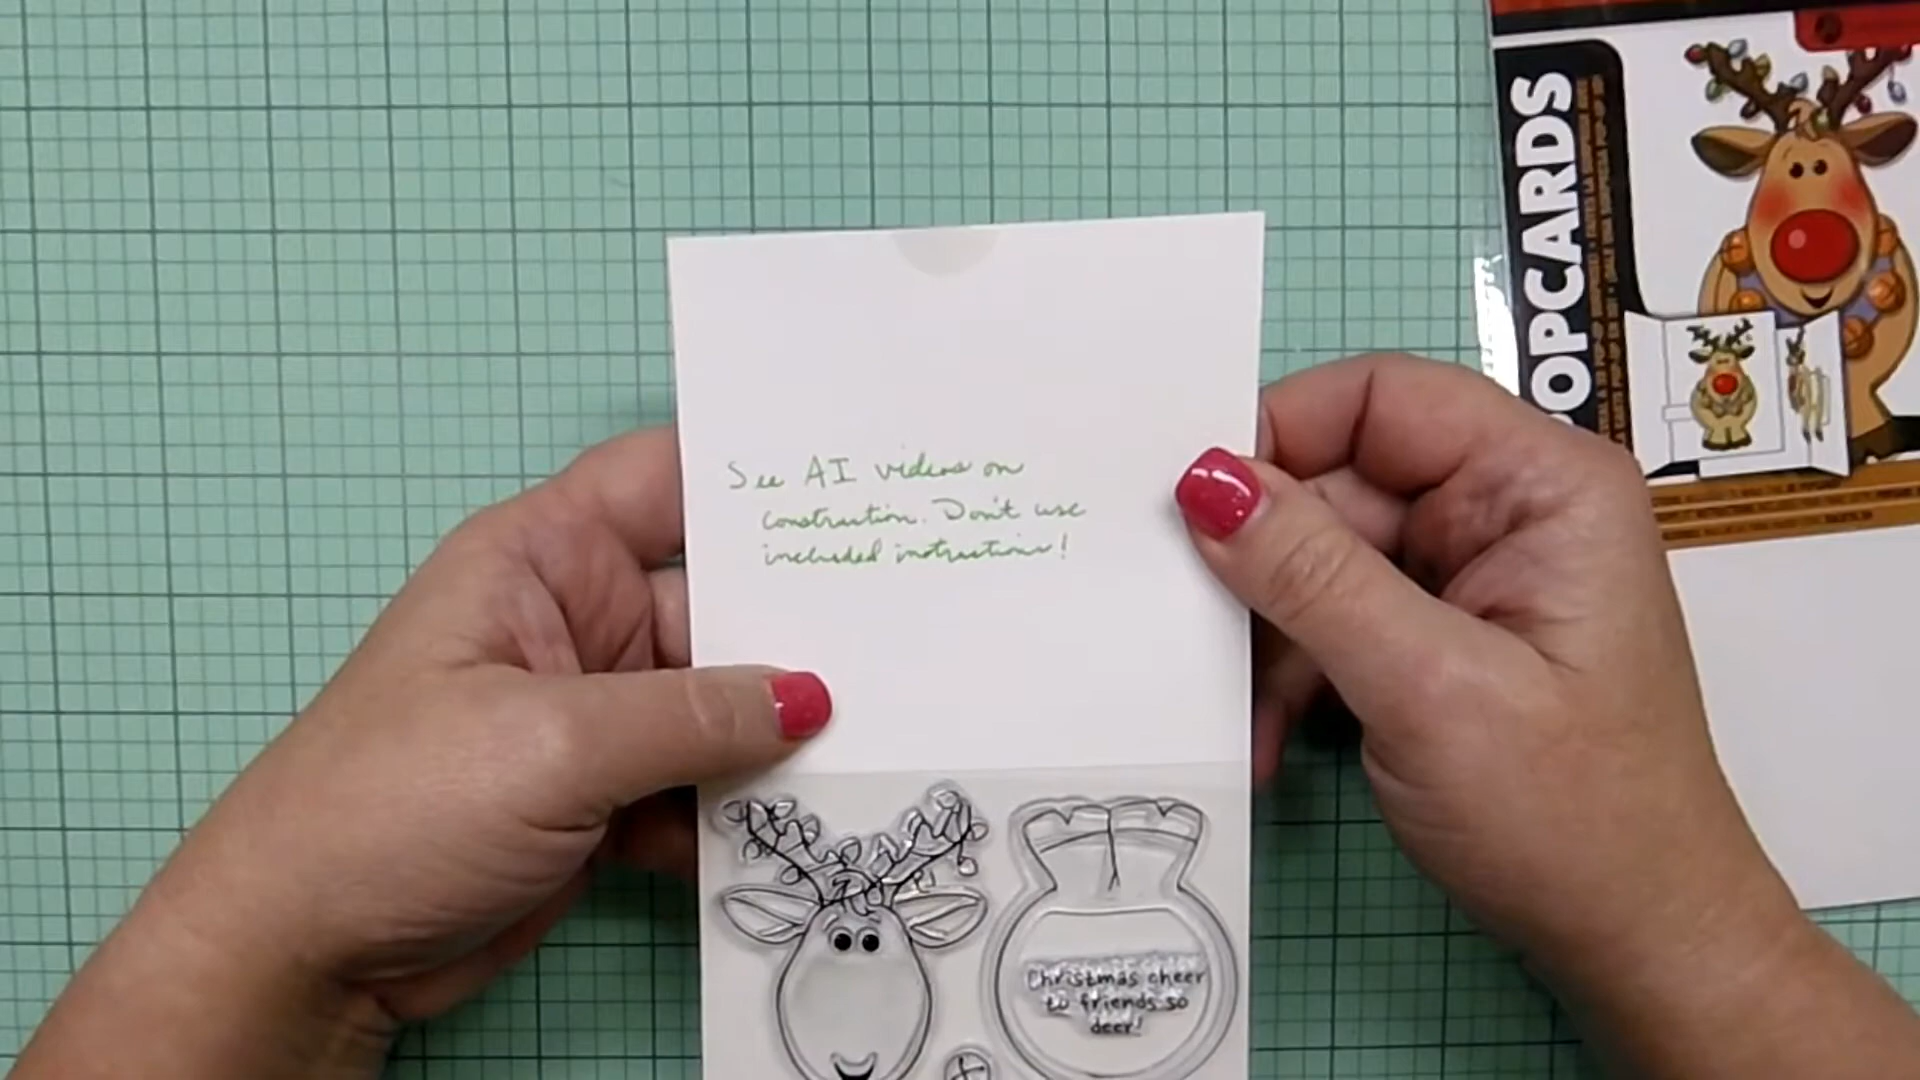 See AI videos on
construction. Don't use
included instructions!
Christmas cheer
to friends so
deer!
POPCARDS